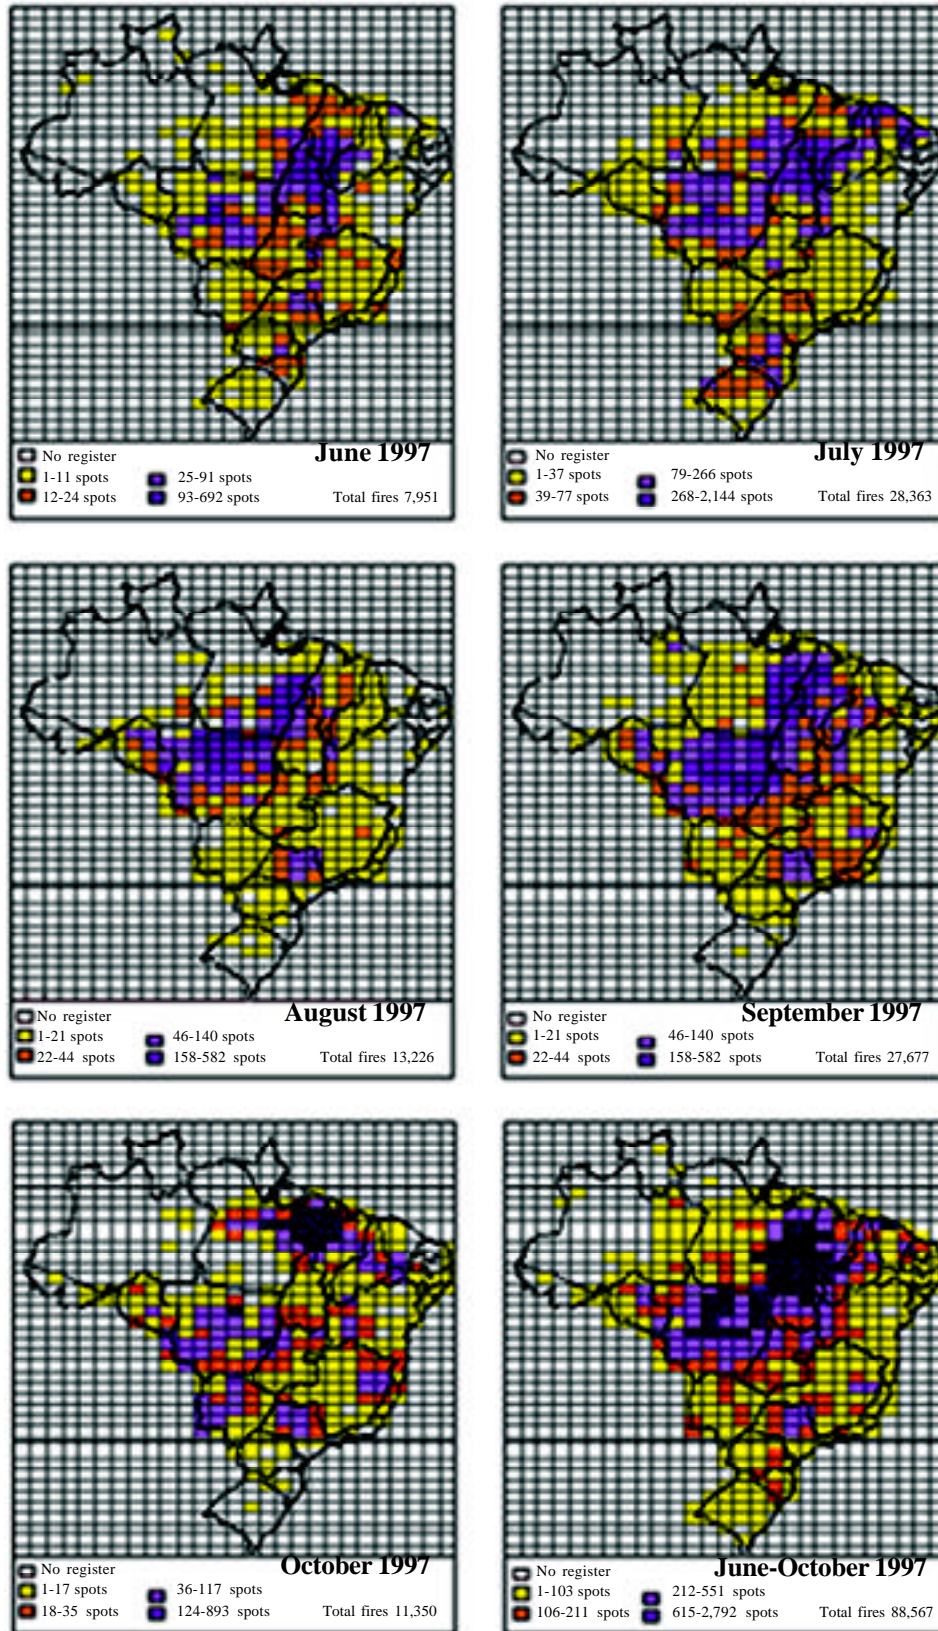 June 1997
No register
1-11 spots
25-91 spots
12-24 spots
93-692 spots
Total fires 7,951
July 1997
No register
1-37 spots
79-266 spots
39-77 spots
268-2,144 spots
Total fires 28,363
August 1997
No register
1-21 spots
46-140 spots
22-44 spots
158-582 spots
Total fires 13,226
September 1997
No register
1-21 spots
46-140 spots
22-44 spots
158-582 spots
Total fires 27,677
October 1997
No register
1-17 spots
36-117 spots
18-35 spots
124-893 spots
Total fires 11,350
June-October 1997
No register
1-103 spots
212-551 spots
106-211 spots
615-2,792 spots
Total fires 88,567